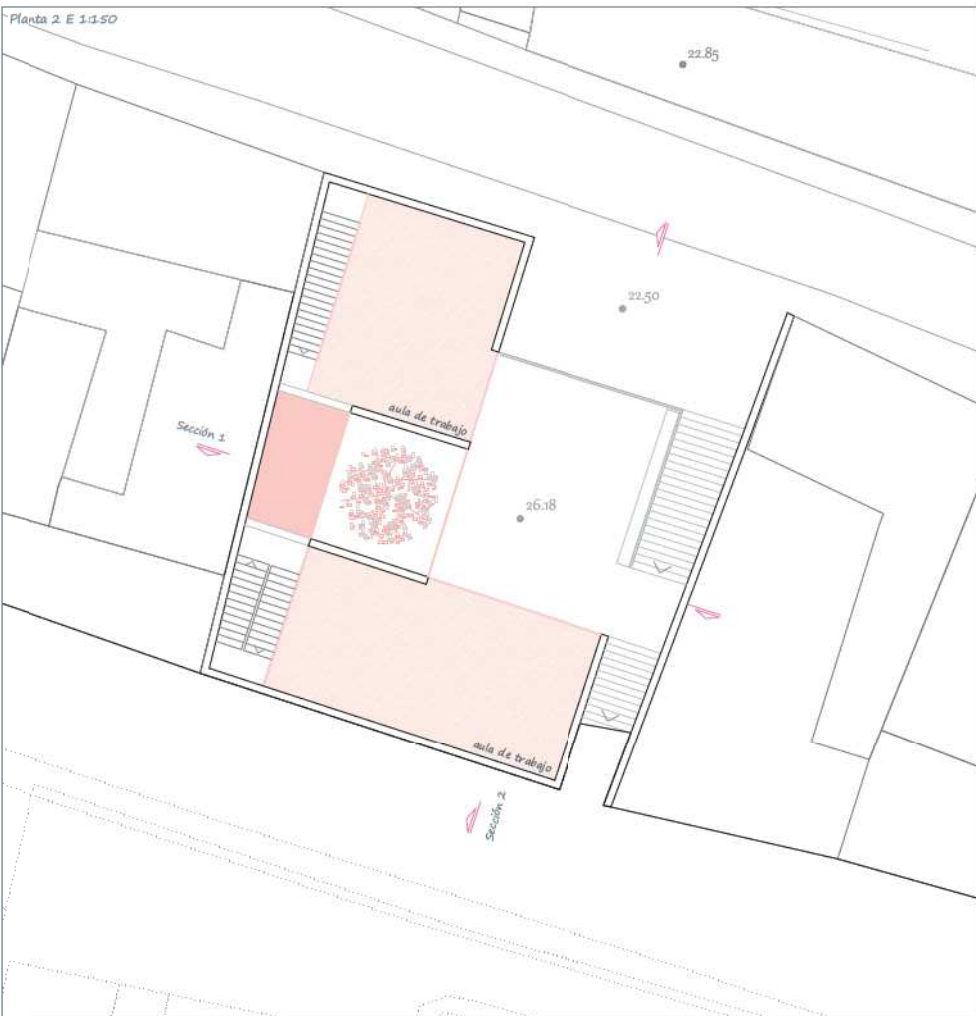 Planta 2 E 1:150
22.85
22.50
aula de trabajo
Sección 1
26.18
aula de trabajo
Sección 2